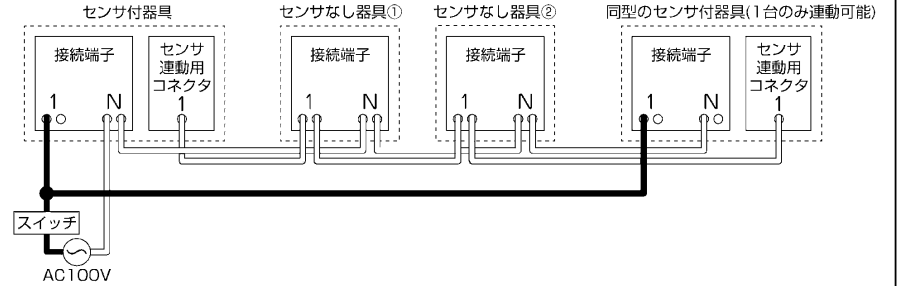 センサ付器具
センサなし器具①
センサなし器具②
同型のセンサ付器具(1台のみ連動可能)
接続端子
1
N
センサ
連動用
コネクタ
1
接続端子
1
N
接続端子
1
N
接続端子
1
N
センサ
連動用
コネクタ
1
スイッチ
AC100V